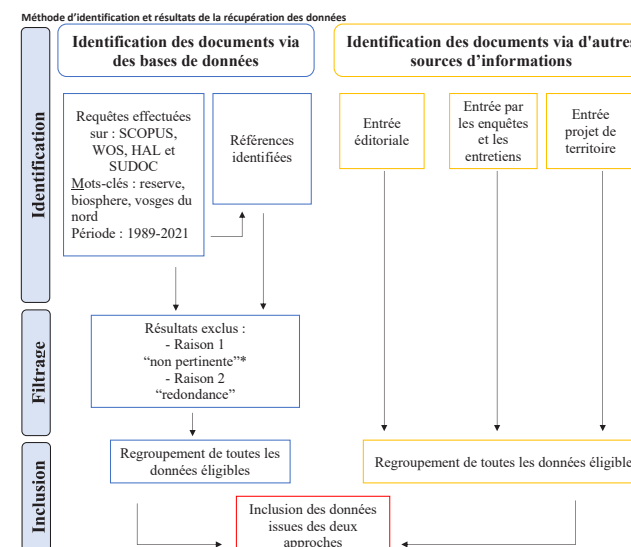 Méthode d'identification et résultats de la récupération des données
Identification des documents via
des bases de données
Identification des documents via d'autres
sources d'informations
Identification
Requêtes effectuées
sur : SCOPUS,
WOS, HAL et
SUDOC
Mots-clés : reserve,
biosphere, vosges du
nord
Période : 1989-2021
Références
identifiées
Entrée
éditoriale
Entrée par
les enquêtes
et les
entretiens
Entrée
projet de
territoire
Filtrage
Résultats exclus :
- Raison 1
“non pertinente”*
- Raison 2
“redondance”
Inclusion
Regroupement de toutes les
données éligibles
Regroupement de toutes les données éligible
Inclusion des données
issues des deux
approches